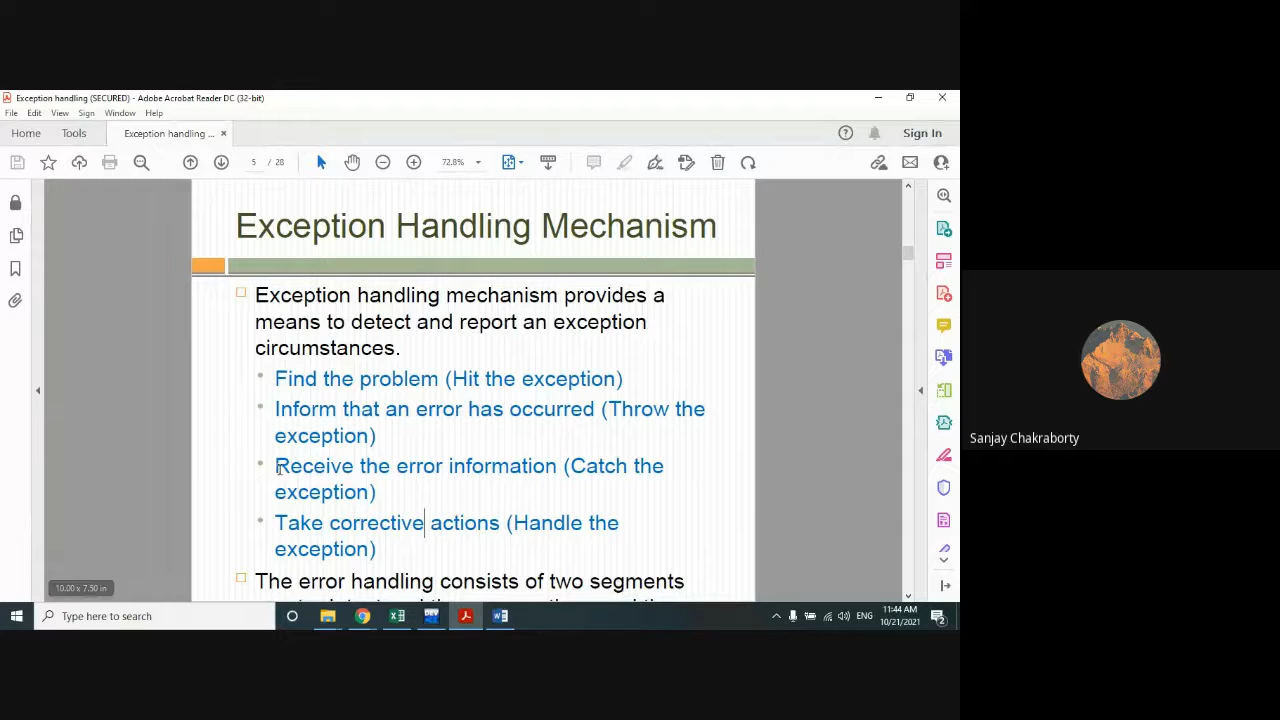 Exception handling (SECURED) - Adobe Acrobat Reader DC (32-bit)
File Edit View Sign Window Help
Home Tools Exception handling ... × Sign In
5 / 28 72.8%
Exception Handling Mechanism
Exception handling mechanism provides a
means to detect and report an exception
circumstances.
Find the problem (Hit the exception)
Inform that an error has occurred (Throw the
exception)
Receive the error information (Catch the
exception)
Take corrective actions (Handle the
exception)
The error handling consists of two segments
10.00 x 7.50 in
Type here to search
ENG
11:44 AM
10/21/2021
2
Sanjay Chakraborty